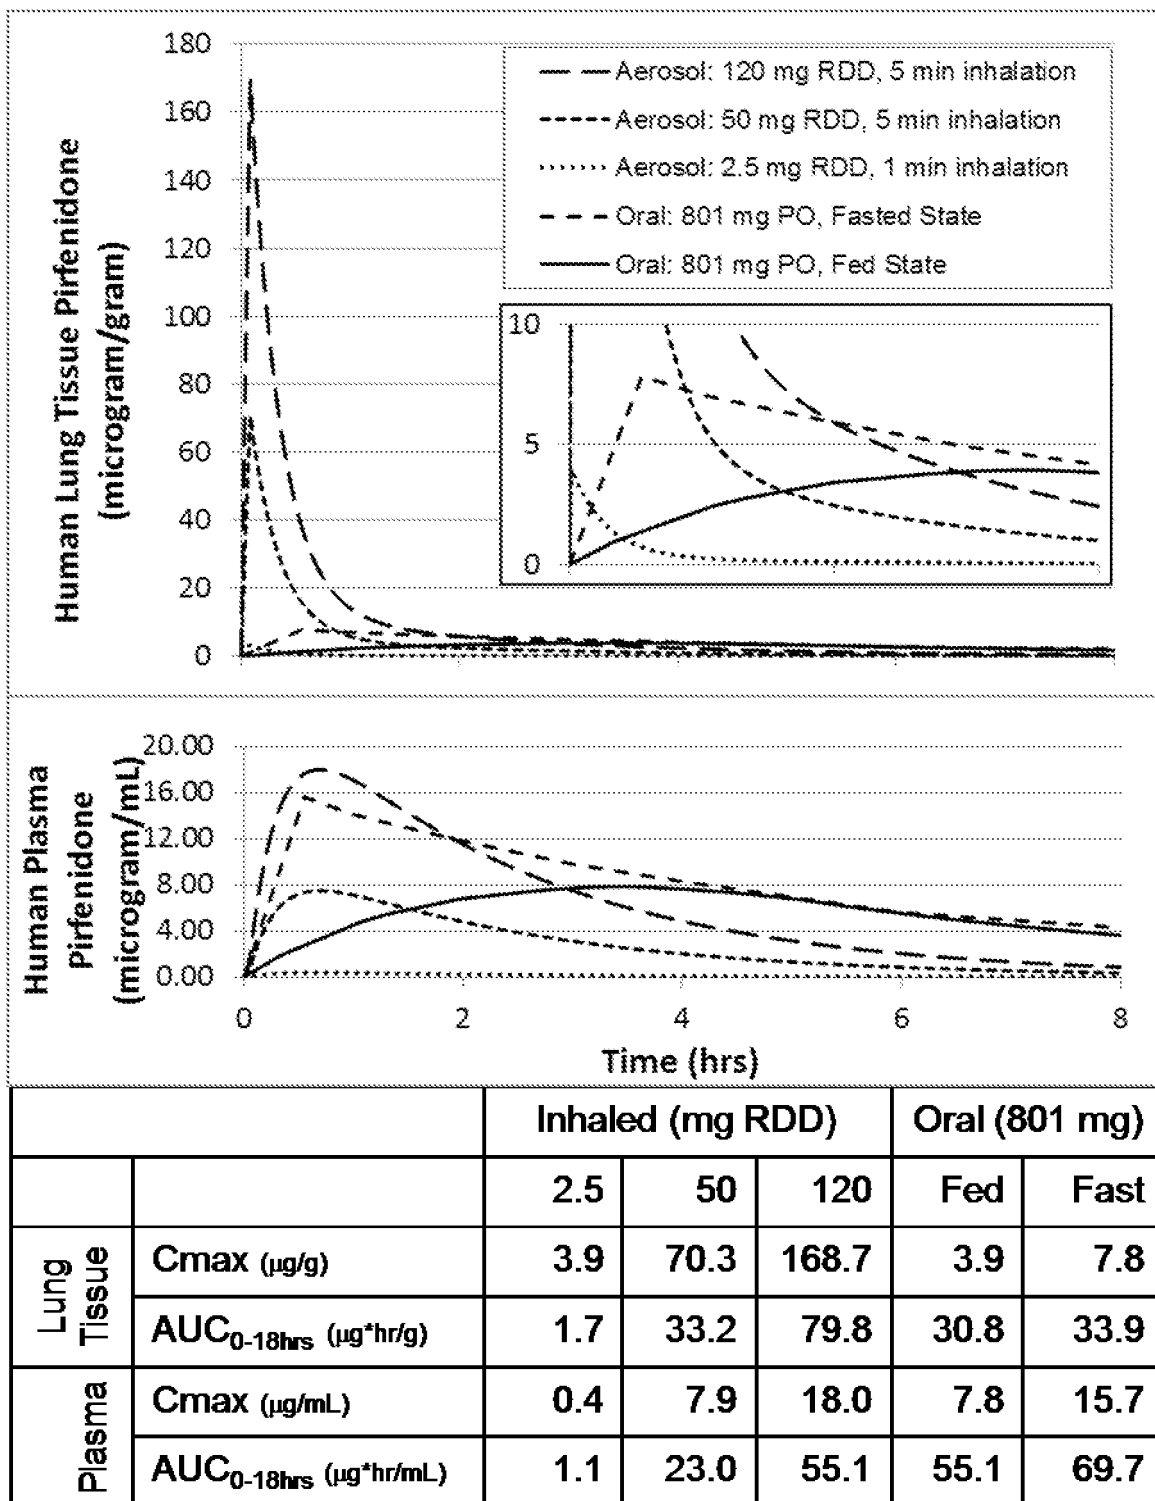 180
160
140
120
100
80
60
40
20
0
Human Lung Tissue Pirfenidone
(microgram/gram)
Aerosol: 120 mg RDD, 5 min inhalation
Aerosol: 50 mg RDD, 5 min inhalation
Aerosol: 2.5 mg RDD, 1 min inhalation
Oral: 801 mg PO, Fasted State
Oral: 801 mg PO, Fed State
10
5
0
20.00
16.00
12.00
8.00
4.00
0.00
Human Plasma
Pirfenidone
(microgram/mL)
0 2 4 6 8
Time (hrs)
Inhaled (mg RDD) Oral (801 mg)
2.5 50 120 Fed Fast
Lung
Tissue
Cmax (µg/g) 3.9 70.3 168.7 3.9 7.8
AUC0-18hrs (µg*hr/g) 1.7 33.2 79.8 30.8 33.9
Plasma
Cmax (µg/mL) 0.4 7.9 18.0 7.8 15.7
AUC0-18hrs (µg*hr/mL) 1.1 23.0 55.1 55.1 69.7